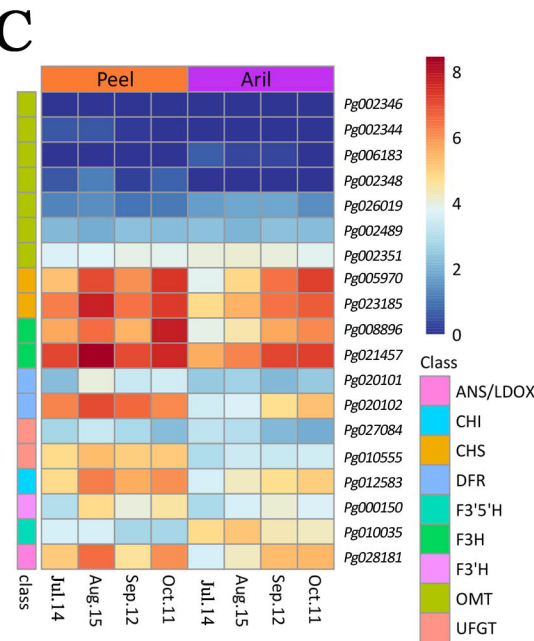 C
Peel Aril
Pg002346
Pg002344
Pg006183
Pg002348
Pg026019
Pg002489
Pg002351
Pg005970
Pg023185
Pg008896
Pg021457
Pg020101
Pg020102
Pg027084
Pg010555
Pg012583
Pg000150
Pg010035
Pg028181
class Jul.14 Aug.15 Sep.12 Oct.11 Jul.14 Aug.15 Sep.12 Oct.11
8
6
4
2
0
Class
ANS/LDOX
CHI
CHS
DFR
F3'5'H
F3H
F3'H
OMT
UFGT